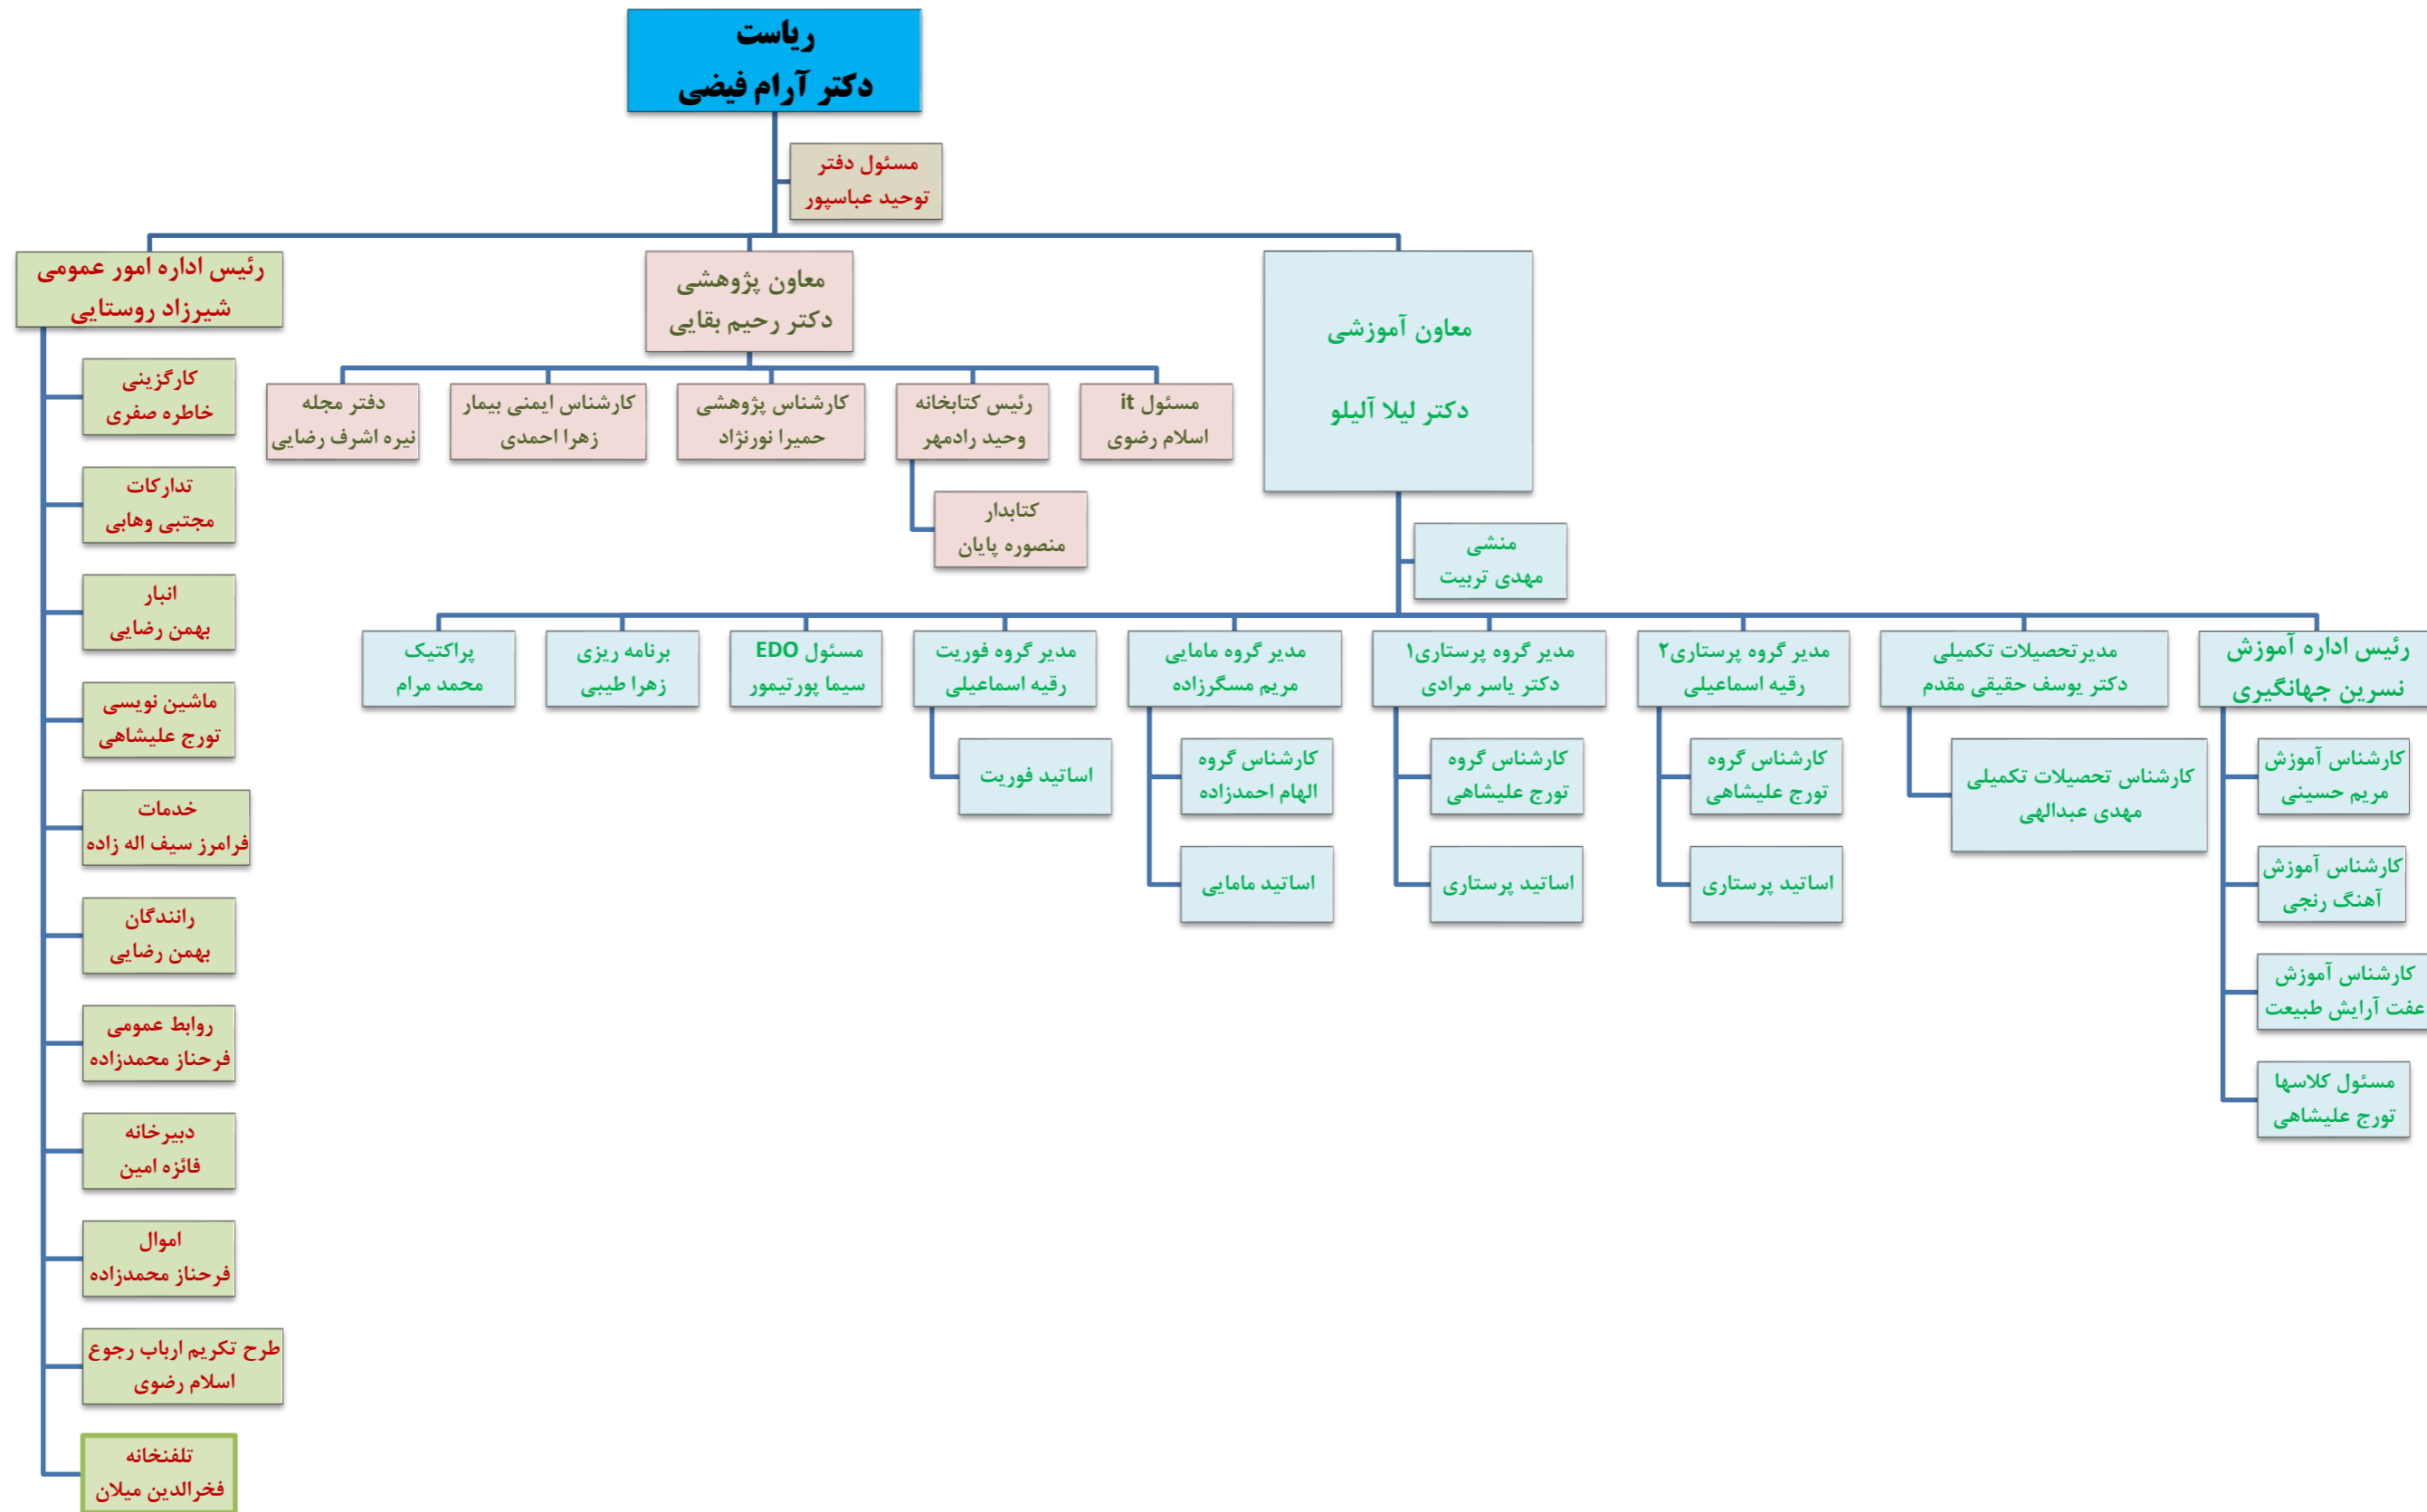 ریاست
دکتر آرام فیضی
مسئول دفتر
توحید عباسپور
معاون آموزشی
دکتر لیلا آلیلو
معاون پژوهشی
دکتر رحیم بقایی
رئیس اداره امور عمومی
شیرزاد روستایی
مسئول it
اسلام رضوی
رئیس کتابخانه
وحید رادمهر
کارشناس پژوهشی
حمیرا نورنژاد
کارشناس ایمنی بیمار
زهرا احمدی
دفتر مجله
نیره اشرف رضایی
کتابدار
منصوره پایان
منشی
مهدی تربیت
رئیس اداره آموزش
نسرین جهانگیری
مدیرتحصیلات تکمیلی
دکتر یوسف حقیقی مقدم
مدیر گروه پرستاری۲
رقیه اسماعیلی
مدیر گروه پرستاری۱
دکتر یاسر مرادی
مدیر گروه مامایی
مریم مسگرزاده
مدیر گروه فوریت
رقیه اسماعیلی
مسئول EDO
سیما پورتیمور
برنامه ریزی
زهرا طیبی
پراکتیک
محمد مرام
کارشناس آموزش
مریم حسینی
کارشناس آموزش
آهنگ رنجی
کارشناس آموزش
عفت آرایش طبیعت
مسئول کلاسها
تورج علیشاهی
کارشناس تحصیلات تکمیلی
مهدی عبدالهی
کارشناس گروه
تورج علیشاهی
اساتید پرستاری
کارشناس گروه
تورج علیشاهی
اساتید پرستاری
کارشناس گروه
الهام احمدزاده
اساتید مامایی
اساتید فوریت
کارگزینی
خاطره صفری
تدارکات
مجتبی وهابی
انبار
بهمن رضایی
ماشین نویسی
تورج علیشاهی
خدمات
فرامرز سیف اله زاده
رانندگان
بهمن رضایی
روابط عمومی
فرحناز محمدزاده
دبیرخانه
فائزه امین
اموال
فرحناز محمدزاده
طرح تکریم ارباب رجوع
اسلام رضوی
تلفنخانه
فخرالدین میلان